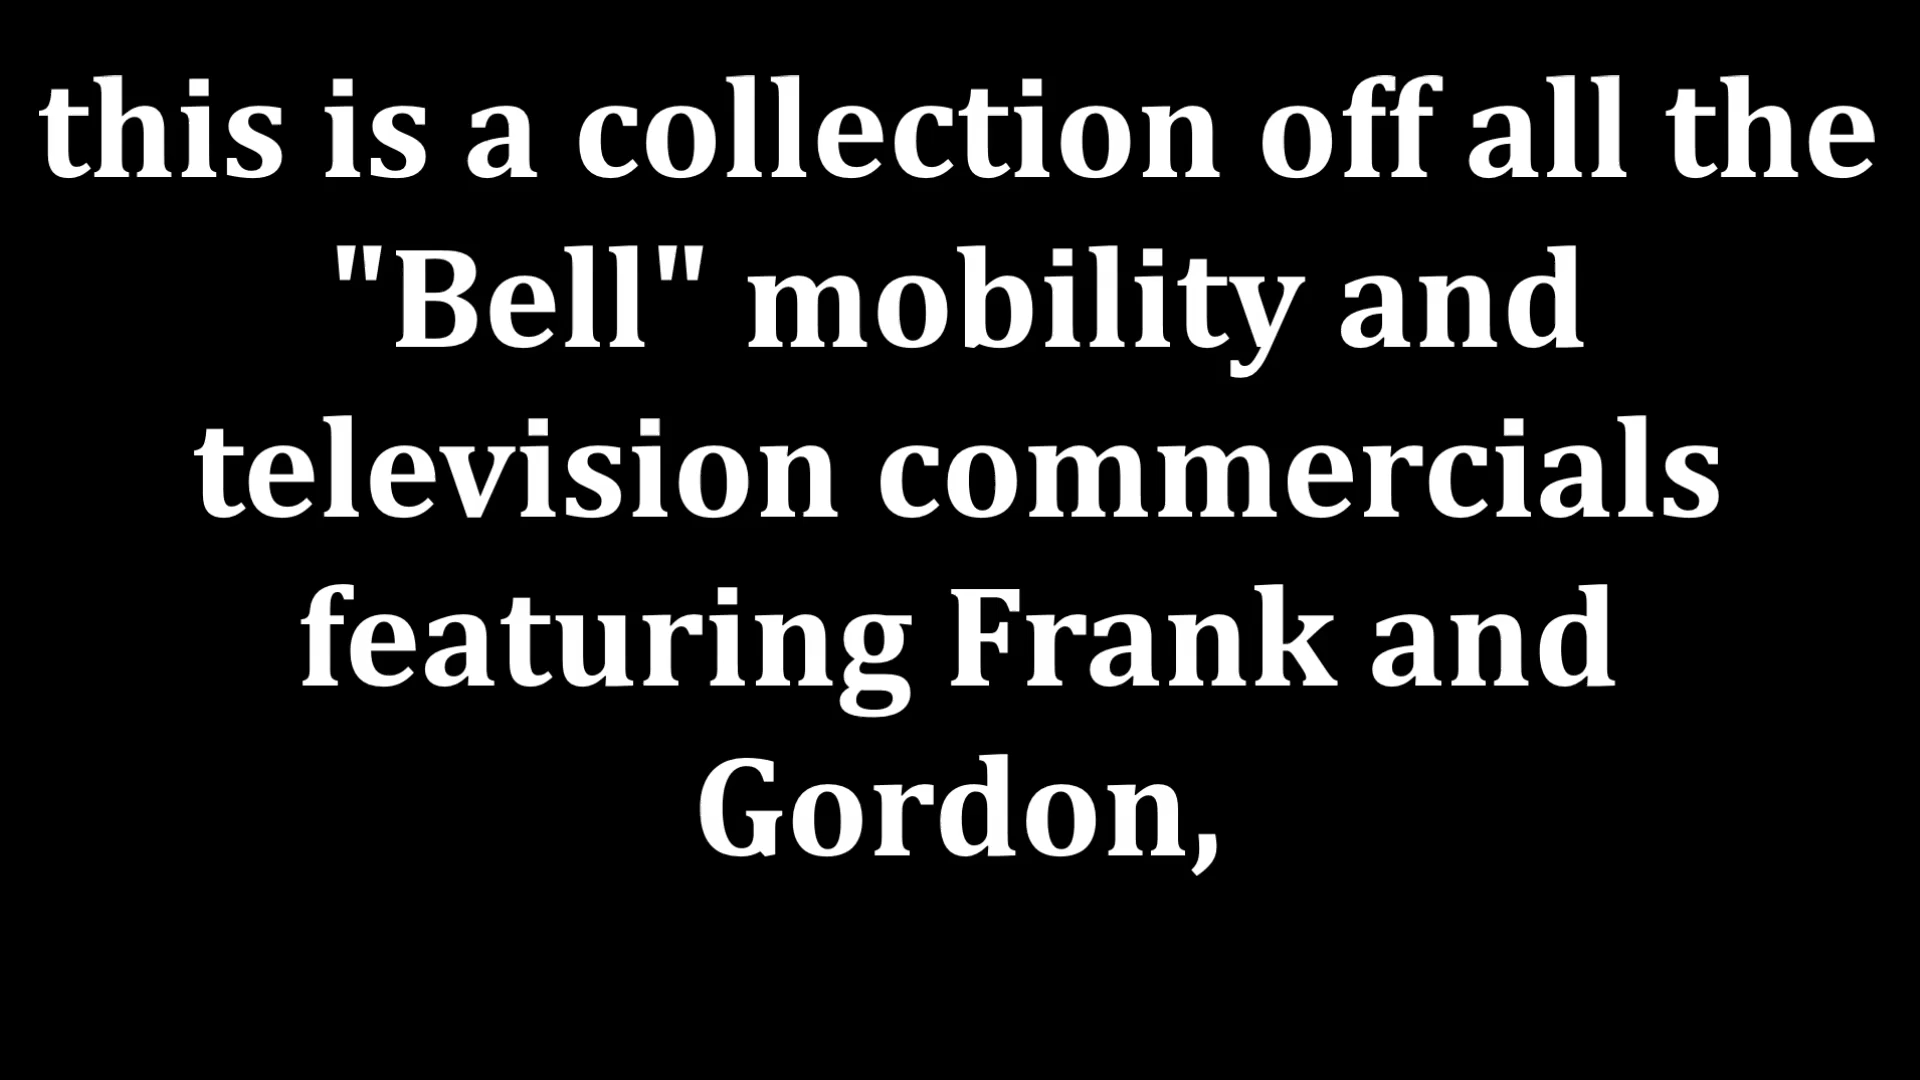 this is a collection off all the
"Bell" mobility and
television commercials
featuring Frank and
Gordon,